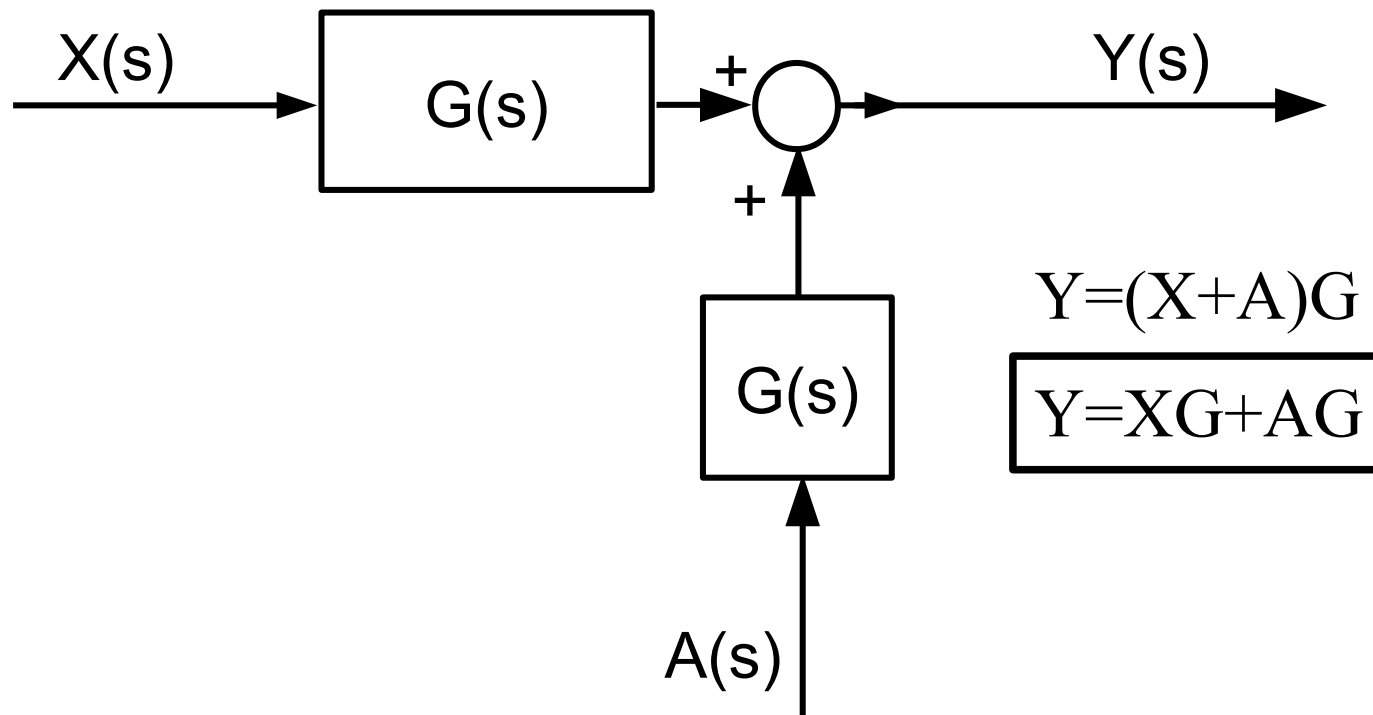 X(s)
G(s)
+
Y(s)
+
Y=(X+A)G
G(s)
Y=XG+AG
A(s)